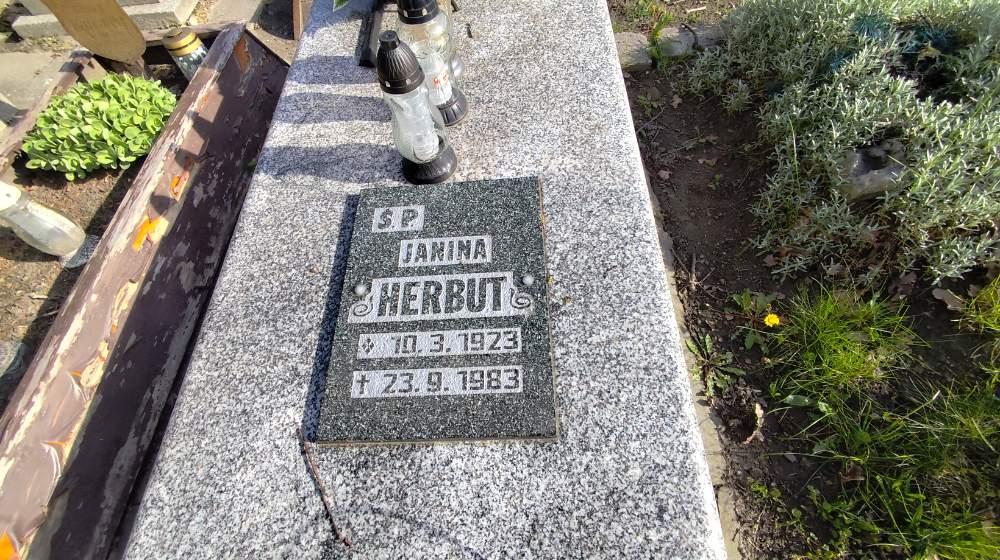 S P
JANINA
HERBUT
10. 3. 1923
† 23. 9. 1983